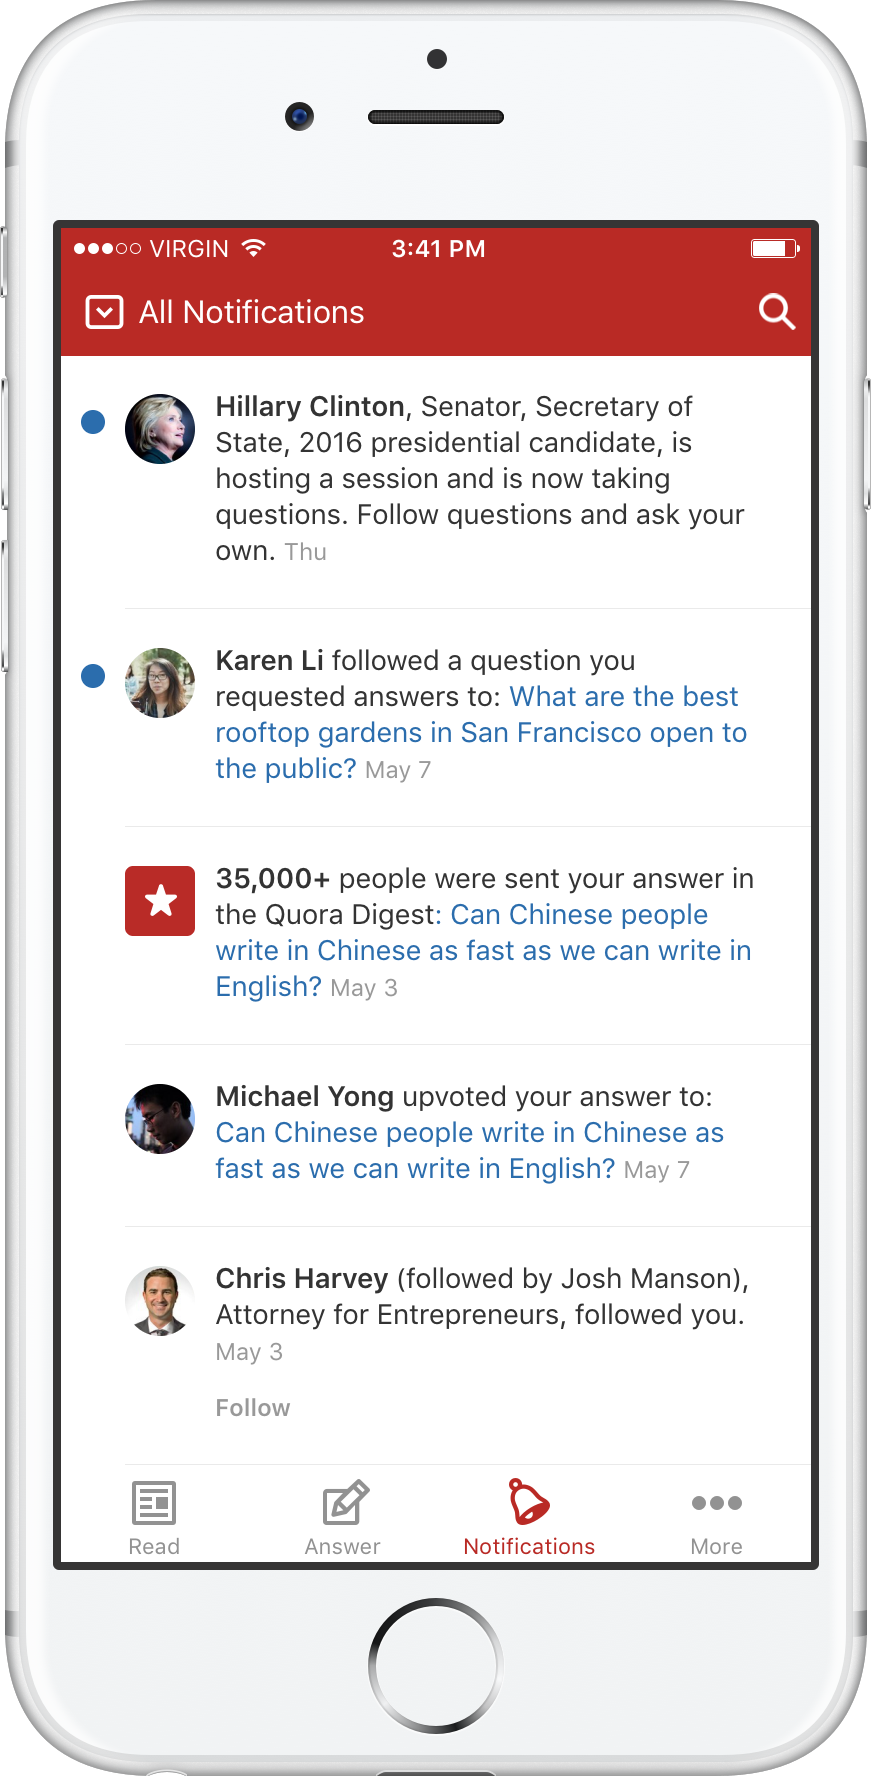 VIRGIN 3:41 PM
All Notifications
Hillary Clinton, Senator, Secretary of
State, 2016 presidential candidate, is
hosting a session and is now taking
questions. Follow questions and ask your
own. Thu
Karen Li followed a question you
requested answers to: What are the best
rooftop gardens in San Francisco open to
the public? May 7
35,000+ people were sent your answer in
the Quora Digest: Can Chinese people
write in Chinese as fast as we can write in
English? May 3
Michael Yong upvoted your answer to:
Can Chinese people write in Chinese as
fast as we can write in English? May 7
Chris Harvey (followed by Josh Manson),
Attorney for Entrepreneurs, followed you.
May 3
Follow
Read Answer Notifications More